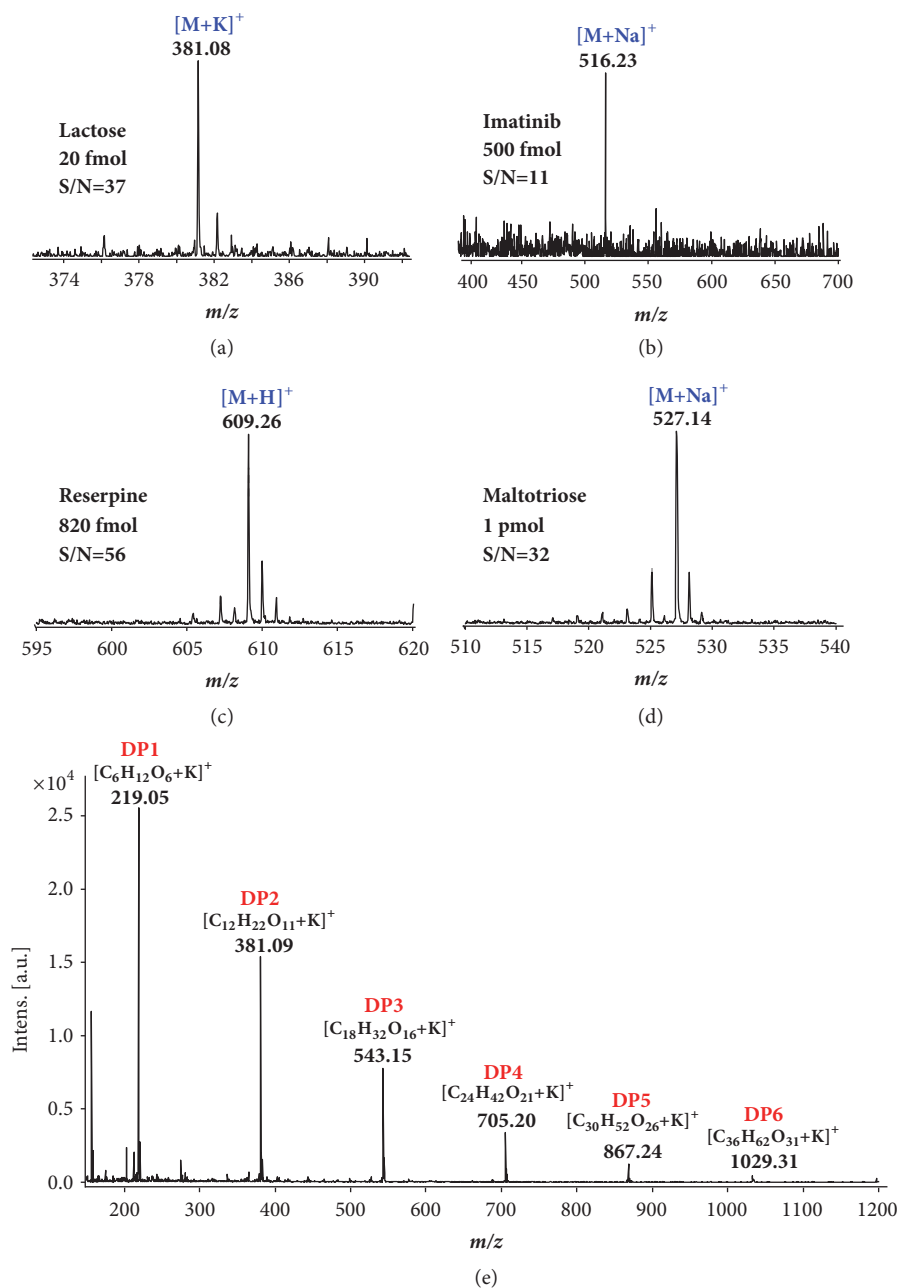 [M+K]⁺
381.08
Lactose
20 fmol
S/N=37
374 378 382 384 386 390
m/z
(a)
[M+Na]⁺
516.23
Imatinib
500 fmol
S/N=11
400 450 500 550 600 650 700
m/z
(b)
[M+H]⁺
609.26
Reserpine
820 fmol
S/N=56
595 600 605 610 615 620
m/z
(c)
[M+Na]⁺
527.14
Maltotriose
1 pmol
S/N=32
510 515 520 525 530 535 540
m/z
(d)
×10⁴
Intens. [a.u.]
2.5
2.0
1.5
1.0
0.5
0.0
DP1
[C₆H₁₂O₆+K]⁺
219.05
DP2
[C₁₂H₂₂O₁₁+K]⁺
381.09
DP3
[C₁₈H₃₂O₁₆+K]⁺
543.15
DP4
[C₂₄H₄₂O₂₁+K]⁺
705.20
DP5
[C₃₀H₅₂O₂₆+K]⁺
867.24
DP6
[C₃₆H₆₂O₃₁+K]⁺
1029.31
200 300 400 500 600 700 800 900 1000 1100 1200
m/z
(e)